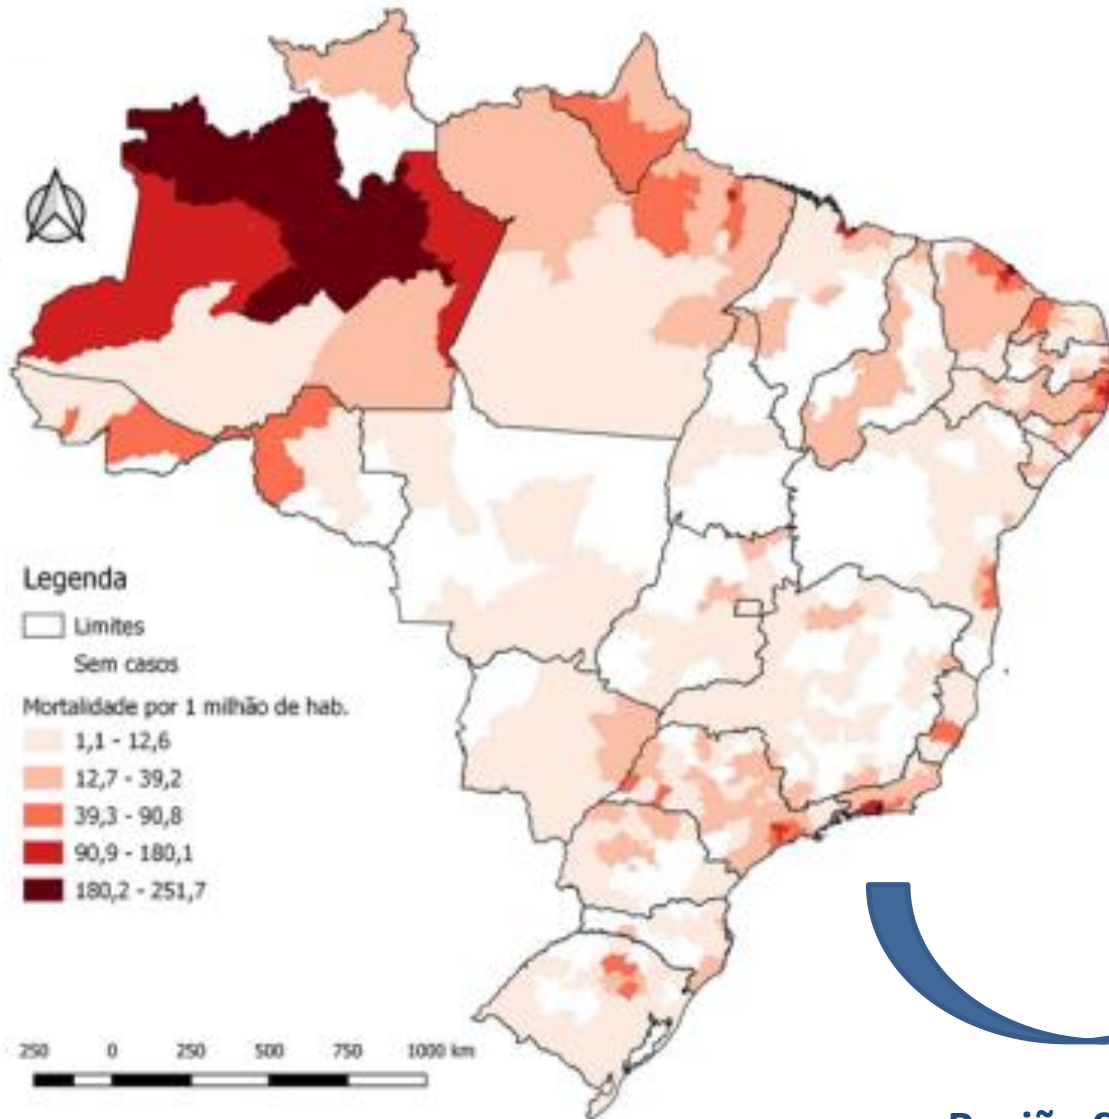 Legenda
Limites
Sem casos
Mortalidade por 1 milhão de hab.
1,1 - 12,6
12,7 - 39,2
39,3 - 90,8
90,9 - 180,1
180,2 - 251,7
250 0 250 500 750 1000 km